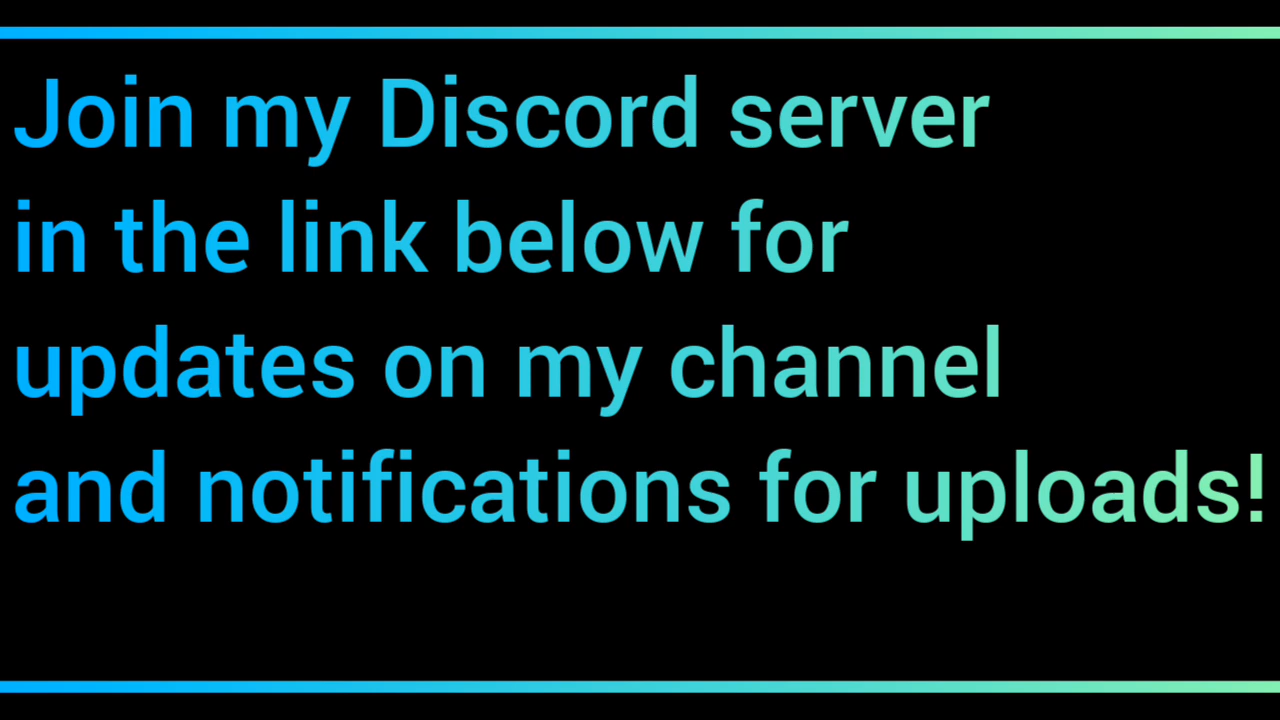 Join my Discord server
in the link below for
updates on my channel
and notifications for uploads!